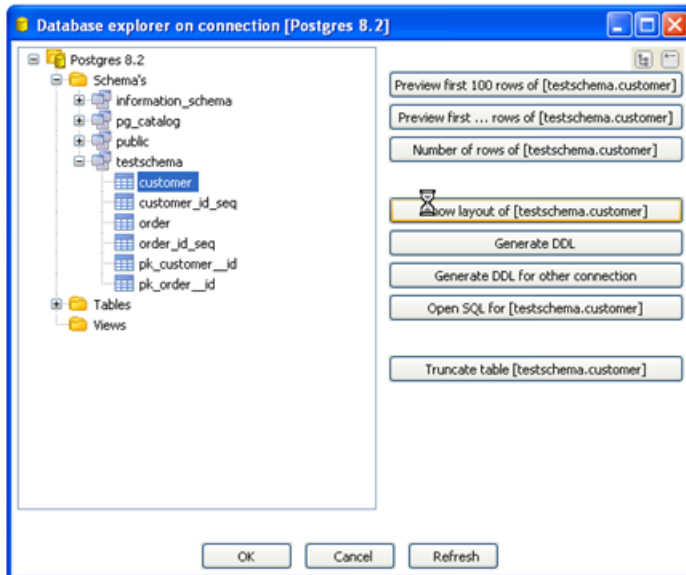 Database explorer on connection [Postgres 8.2]
Postgres 8.2
Schema's
information_schema
pg_catalog
public
testschema
customer
customer_id_seq
order
order_id_seq
pk_customer__id
pk_order__id
Tables
Views
Preview first 100 rows of [testschema.customer]
Preview first ... rows of [testschema.customer]
Number of rows of [testschema.customer]
how layout of [testschema.customer]
Generate DDL
Generate DDL for other connection
Open SQL for [testschema.customer]
Truncate table [testschema.customer]
OK Cancel Refresh